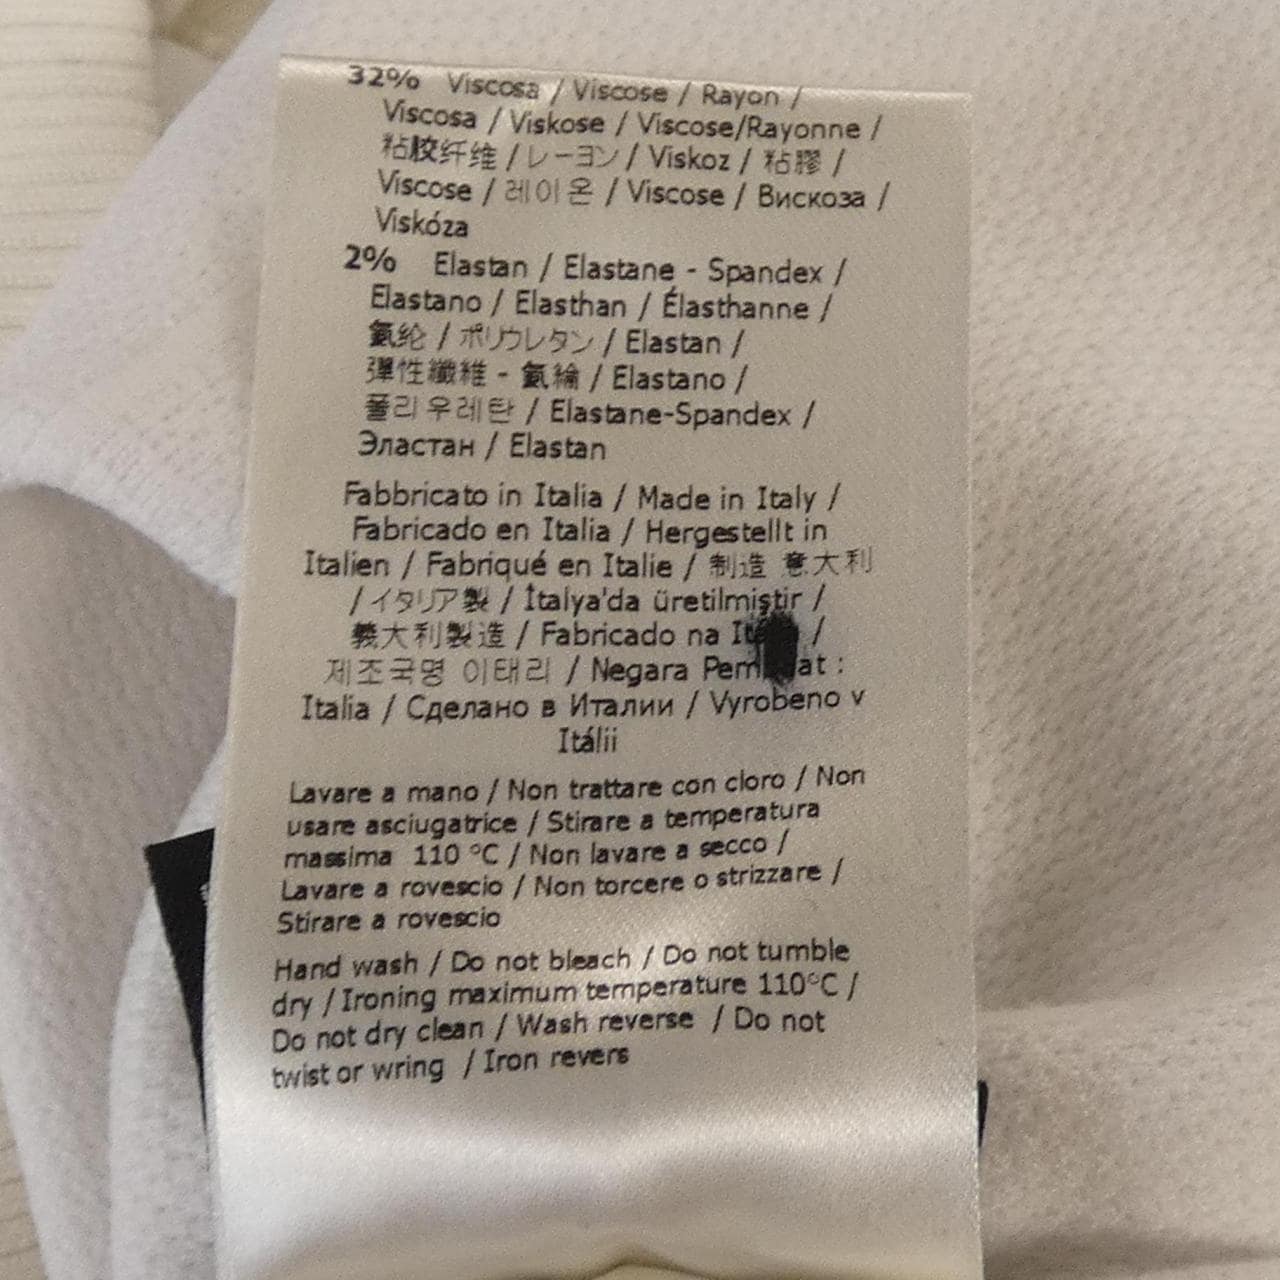 32% Viscosa / Viscose / Rayon /
Viscosa / Viskose / Viscose/Rayonne /
粘胶纤维 / レーヨン / Viskoz / 粘膠 /
Viscose / 레이온 / Viscose / Вискоза /
Viskóza
2% Elastan / Elastane - Spandex /
Elastano / Elasthan / Élasthanne /
氨纶 / ポリウレタン / Elastan /
彈性纖維 - 氨綸 / Elastano /
폴리우레탄 / Elastane-Spandex /
Эластан / Elastan
Fabbricato in Italia / Made in Italy /
Fabricado en Italia / Hergestellt in
Italien / Fabriqué en Italie / 制造 意大利
/ イタリア製 / İtalya'da üretilmiştir /
義大利製造 / Fabricado na /
제조국명 이태리 / Negara :
Italia / Сделано в Италии / Vyrobeno v
Itálii
Lavare a mano / Non trattare con cloro / Non
usare asciugatrice / Stirare a temperatura
massima 110 °C / Non lavare a secco /
Lavare a rovescio / Non torcere o strizzare /
Stirare a rovescio
Hand wash / Do not bleach / Do not tumble
dry / Ironing maximum temperature 110°C /
Do not dry clean / Wash reverse / Do not
twist or wring / Iron revers